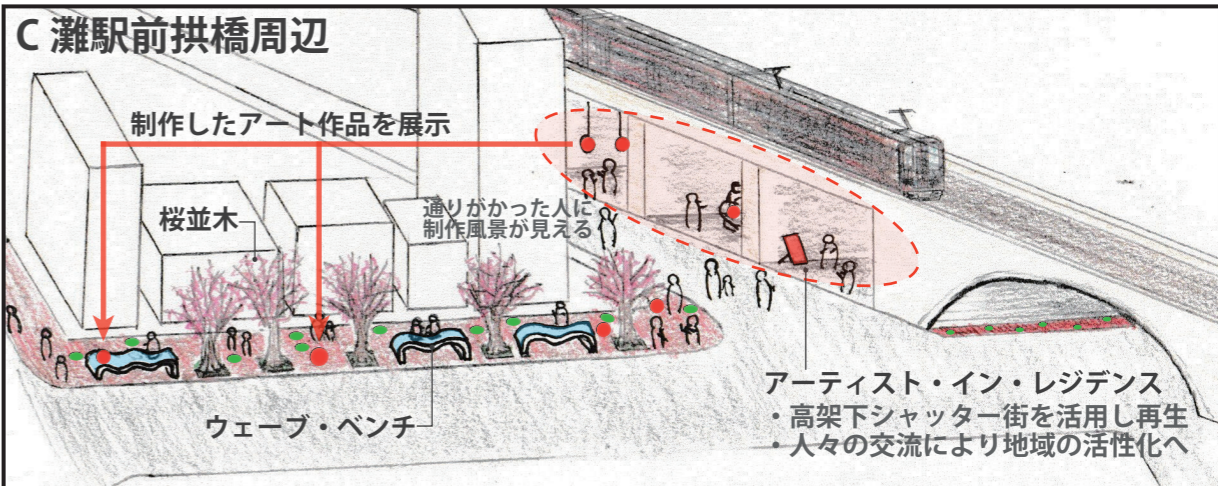 C 灘駅前拱橋周辺
制作したアート作品を展示
桜並木
通りがかった人に
制作風景が見える
ウェーブ・ベンチ
アーティスト・イン・レジデンス
・高架下シャッター街を活用し再生
・人々の交流により地域の活性化へ